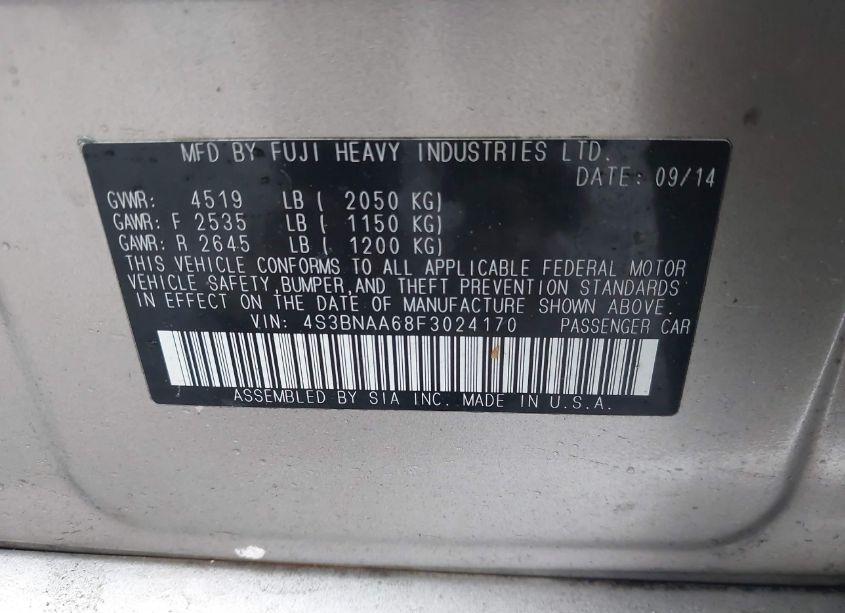 MFD BY FUJI HEAVY INDUSTRIES LTD.
DATE: 09/14
GVWR: 4519 LB ( 2050 KG)
GAWR: F 2535 LB ( 1150 KG)
GAWR: R 2645 LB ( 1200 KG)
THIS VEHICLE CONFORMS TO ALL APPLICABLE FEDERAL MOTOR
VEHICLE SAFETY, BUMPER, AND THEFT PREVENTION STANDARDS
IN EFFECT ON THE DATE OF MANUFACTURE SHOWN ABOVE.
VIN: 4S3BNAA68F3024170 PASSENGER CAR
ASSEMBLED BY SIA INC. MADE IN U.S.A.